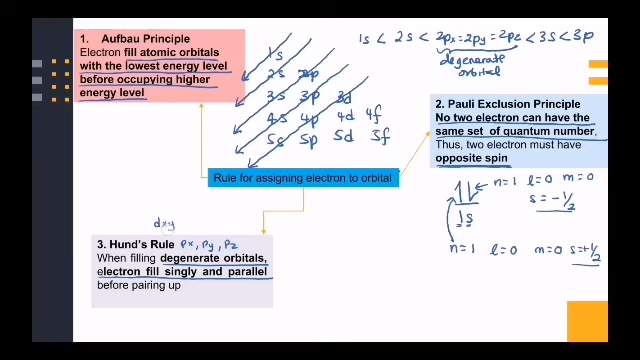 1. Aufbau Principle
Electron fill atomic orbitals
with the lowest energy level
before occupying higher
energy level
1s
2s 2p
3s 3p 3d
4s 4p 4d 4f
5s 5p 5d 3f
1s < 2s < 2px = 2py = 2pz < 3s < 3p
degenerate
orbital
2. Pauli Exclusion Principle
No two electron can have the
same set of quantum number.
Thus, two electron must have
opposite spin
Rule for assigning electron to orbital
n=1 l=0 m=0
s = -1/2
1s
n=1 l=0 m=0 s=+1/2
dxy
3. Hund's Rule px, py, pz
When filling degenerate orbitals,
electron fill singly and parallel
before pairing up